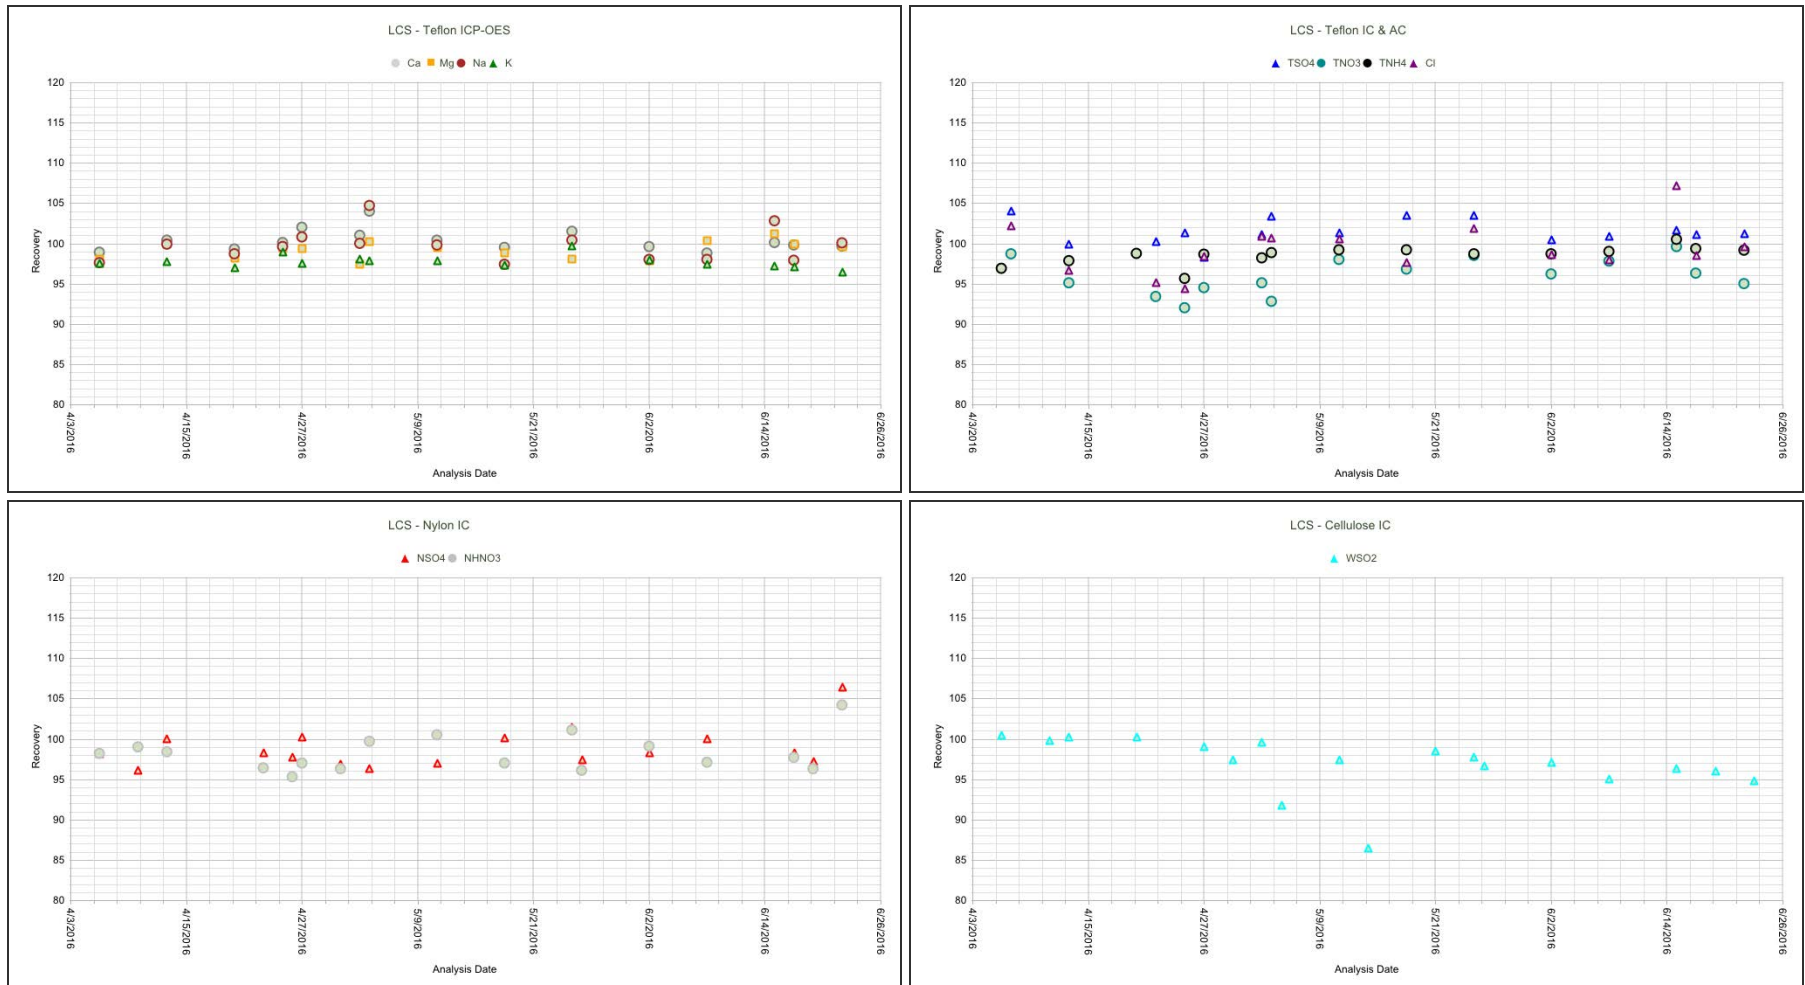 LCS - Teflon ICP-OES
Ca Mg Na K
120
115
110
105
100
95
90
85
80
Recovery
4/3/2016 4/15/2016 4/27/2016 5/9/2016 5/21/2016 6/2/2016 6/14/2016 6/26/2016
Analysis Date
LCS - Teflon IC & AC
TSO4 TNO3 TNH4 Cl
120
115
110
105
100
95
90
85
80
Recovery
4/3/2016 4/15/2016 4/27/2016 5/9/2016 5/21/2016 6/2/2016 6/14/2016 6/26/2016
Analysis Date
LCS - Nylon IC
NSO4 NHNO3
120
115
110
105
100
95
90
85
80
Recovery
4/3/2016 4/15/2016 4/27/2016 5/9/2016 5/21/2016 6/2/2016 6/14/2016 6/26/2016
Analysis Date
LCS - Cellulose IC
WSO2
120
115
110
105
100
95
90
85
80
Recovery
4/3/2016 4/15/2016 4/27/2016 5/9/2016 5/21/2016 6/2/2016 6/14/2016 6/26/2016
Analysis Date